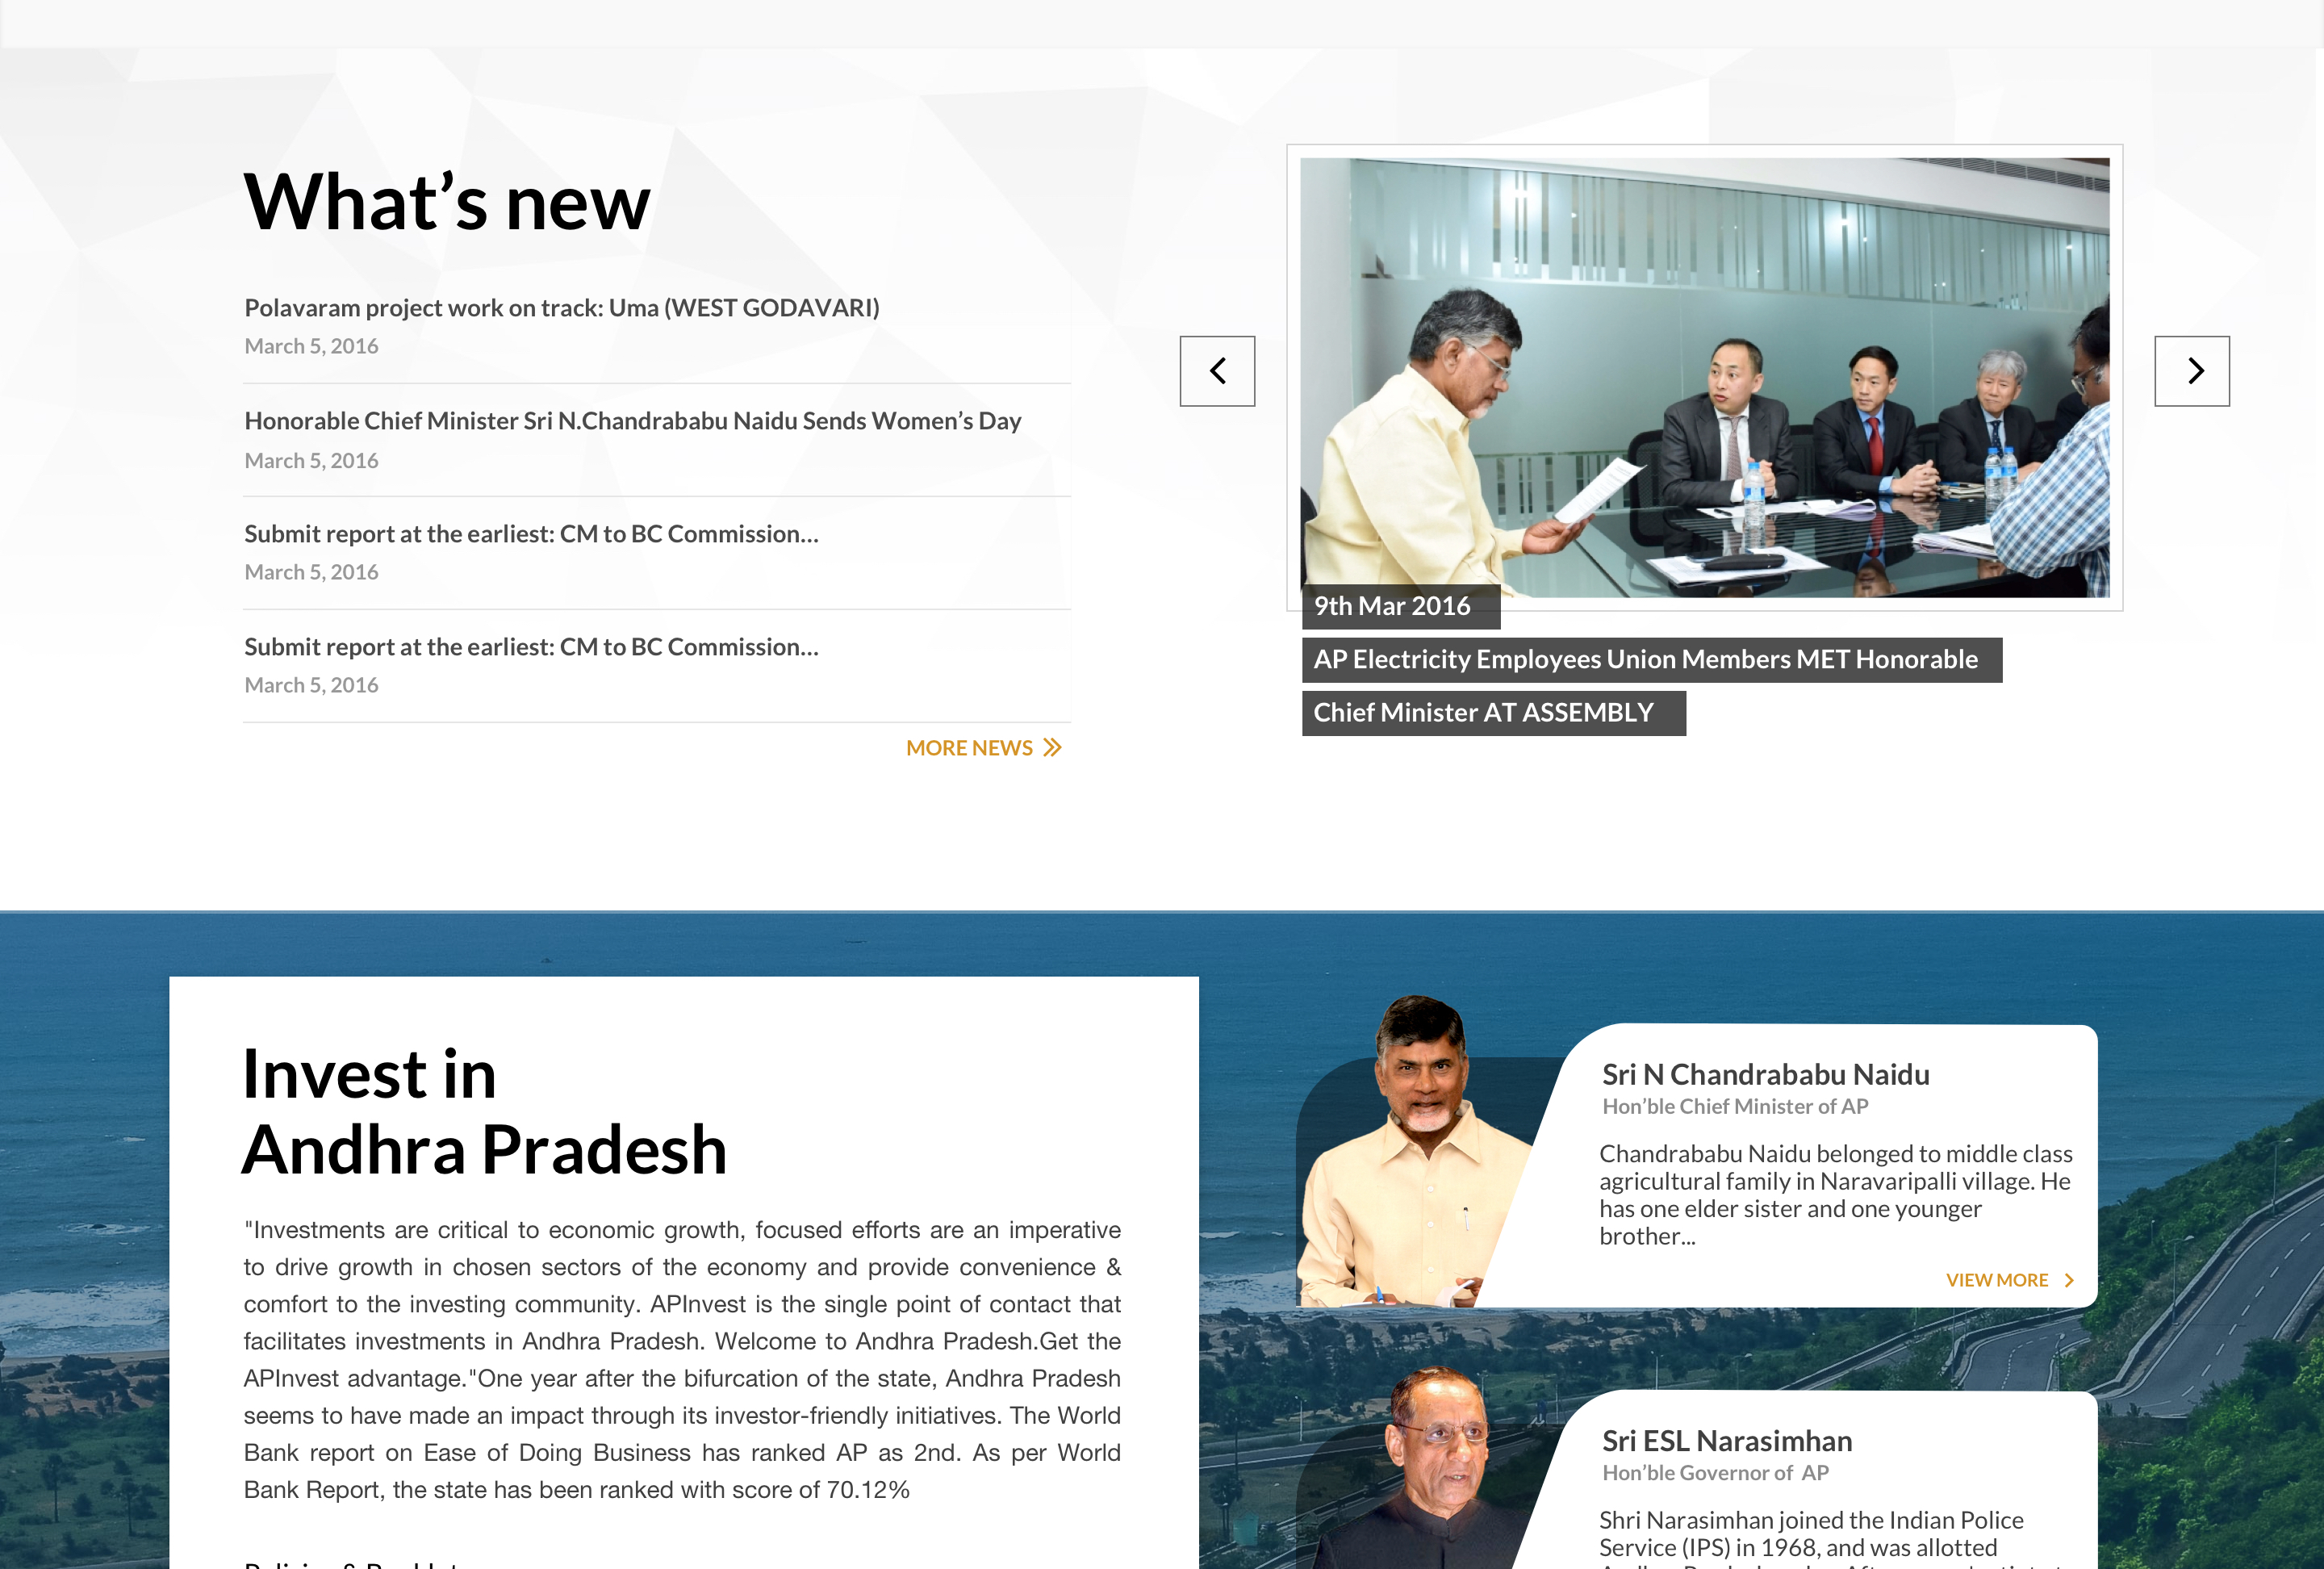 What’s new
Polavaram project work on track: Uma (WEST GODAVARI)
March 5, 2016
Honorable Chief Minister Sri N.Chandrababu Naidu Sends Women’s Day
March 5, 2016
Submit report at the earliest: CM to BC Commission...
March 5, 2016
Submit report at the earliest: CM to BC Commission...
March 5, 2016
MORE NEWS
9th Mar 2016
AP Electricity Employees Union Members MET Honorable
Chief Minister AT ASSEMBLY
Invest in
Andhra Pradesh
"Investments are critical to economic growth, focused efforts are an imperative
to drive growth in chosen sectors of the economy and provide convenience &
comfort to the investing community. APInvest is the single point of contact that
facilitates investments in Andhra Pradesh. Welcome to Andhra Pradesh.Get the
APInvest advantage."One year after the bifurcation of the state, Andhra Pradesh
seems to have made an impact through its investor-friendly initiatives. The World
Bank report on Ease of Doing Business has ranked AP as 2nd. As per World
Bank Report, the state has been ranked with score of 70.12%
Sri N Chandrababu Naidu
Hon’ble Chief Minister of AP
Chandrababu Naidu belonged to middle class
agricultural family in Naravaripalli village. He
has one elder sister and one younger
brother...
VIEW MORE
Sri ESL Narasimhan
Hon’ble Governor of AP
Shri Narasimhan joined the Indian Police
Service (IPS) in 1968, and was allotted